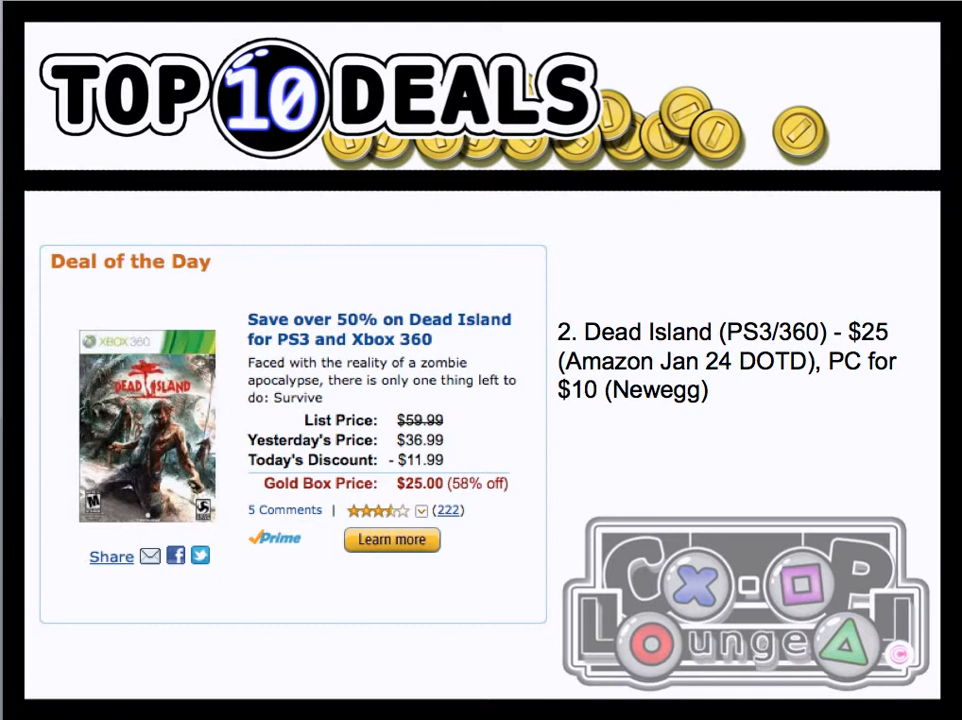 TOP 10 DEALS
Deal of the Day
Save over 50% on Dead Island
for PS3 and Xbox 360
Faced with the reality of a zombie
apocalypse, there is only one thing left to
do: Survive
List Price: $59.99
Yesterday's Price: $36.99
Today's Discount: - $11.99
Gold Box Price: $25.00 (58% off)
5 Comments | (222)
Prime
Learn more
XBOX 360
DEAD ISLAND
M
Share
2. Dead Island (PS3/360) - $25
(Amazon Jan 24 DOTD), PC for
$10 (Newegg)
CO-OP
Lounge